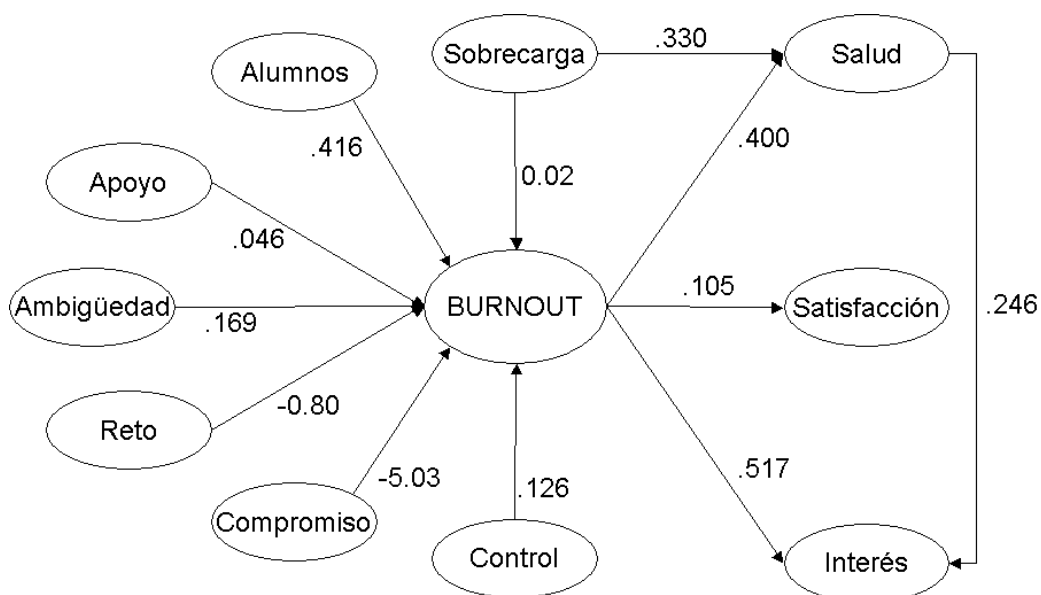 Sobrecarga
.330
Salud
Alumnos
.416
.400
Apoyo
0.02
.046
Ambigüedad
.169
BURNOUT
.105
Satisfacción
.246
Reto
-0.80
-5.03
.126
.517
Compromiso
Control
Interés